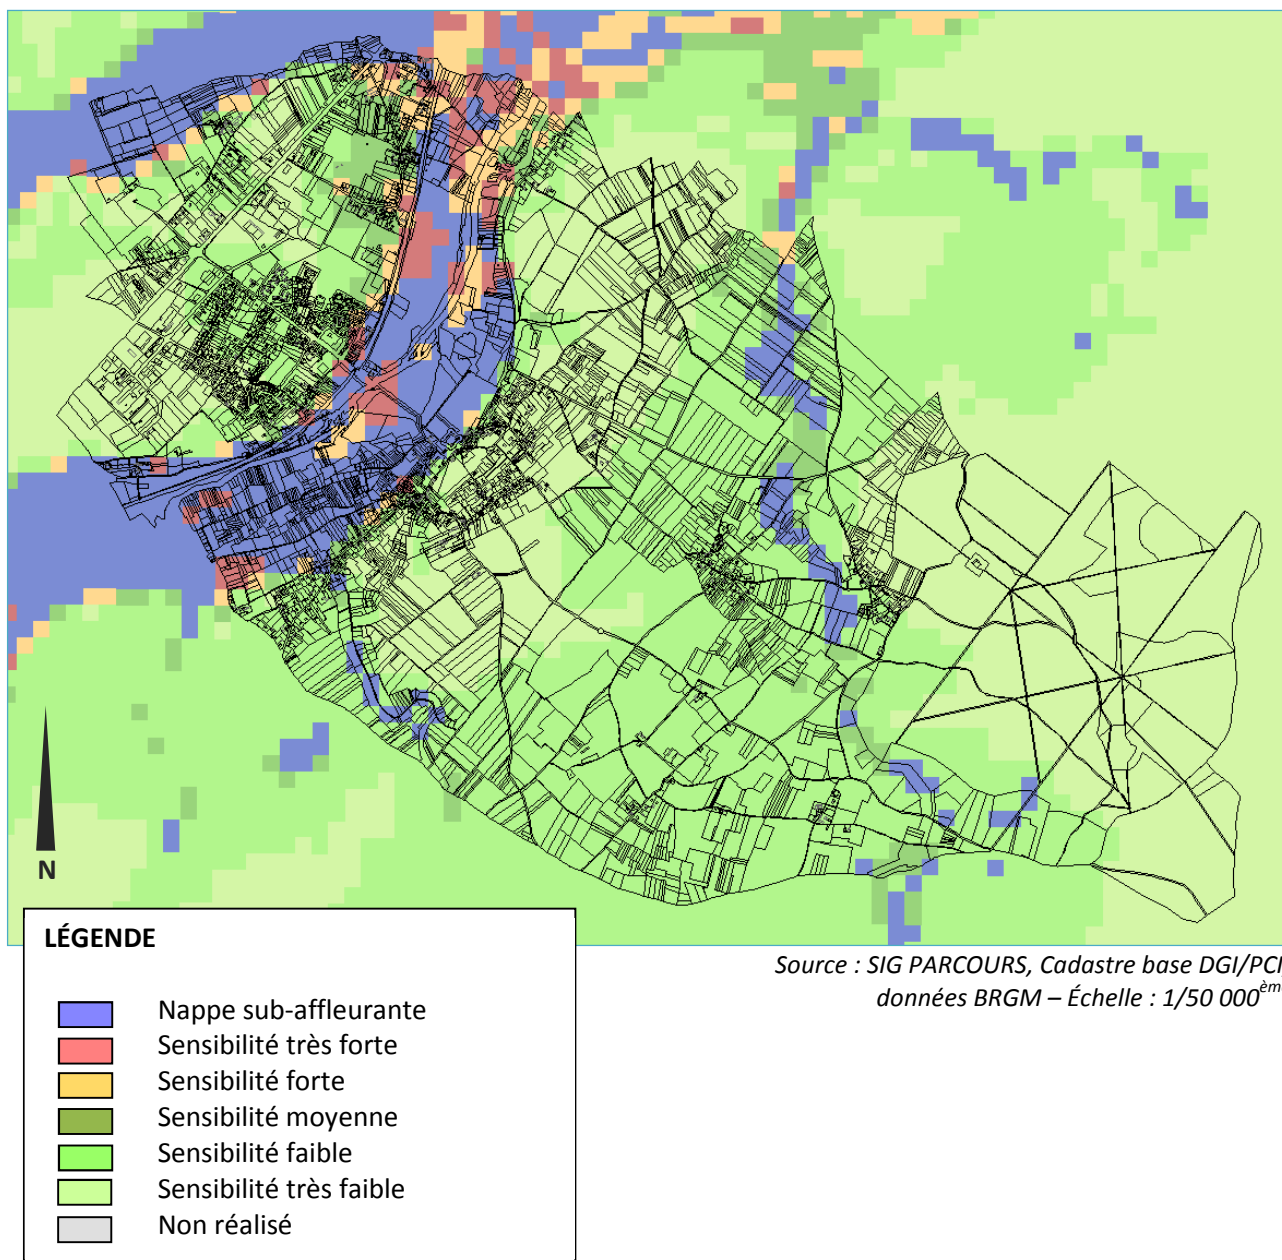 N
LÉGENDE
Nappe sub-affleurante
Sensibilité très forte
Sensibilité forte
Sensibilité moyenne
Sensibilité faible
Sensibilité très faible
Non réalisé
Source : SIG PARCOURS, Cadastre base DGI/PCI,
données BRGM – Échelle : 1/50 000èm